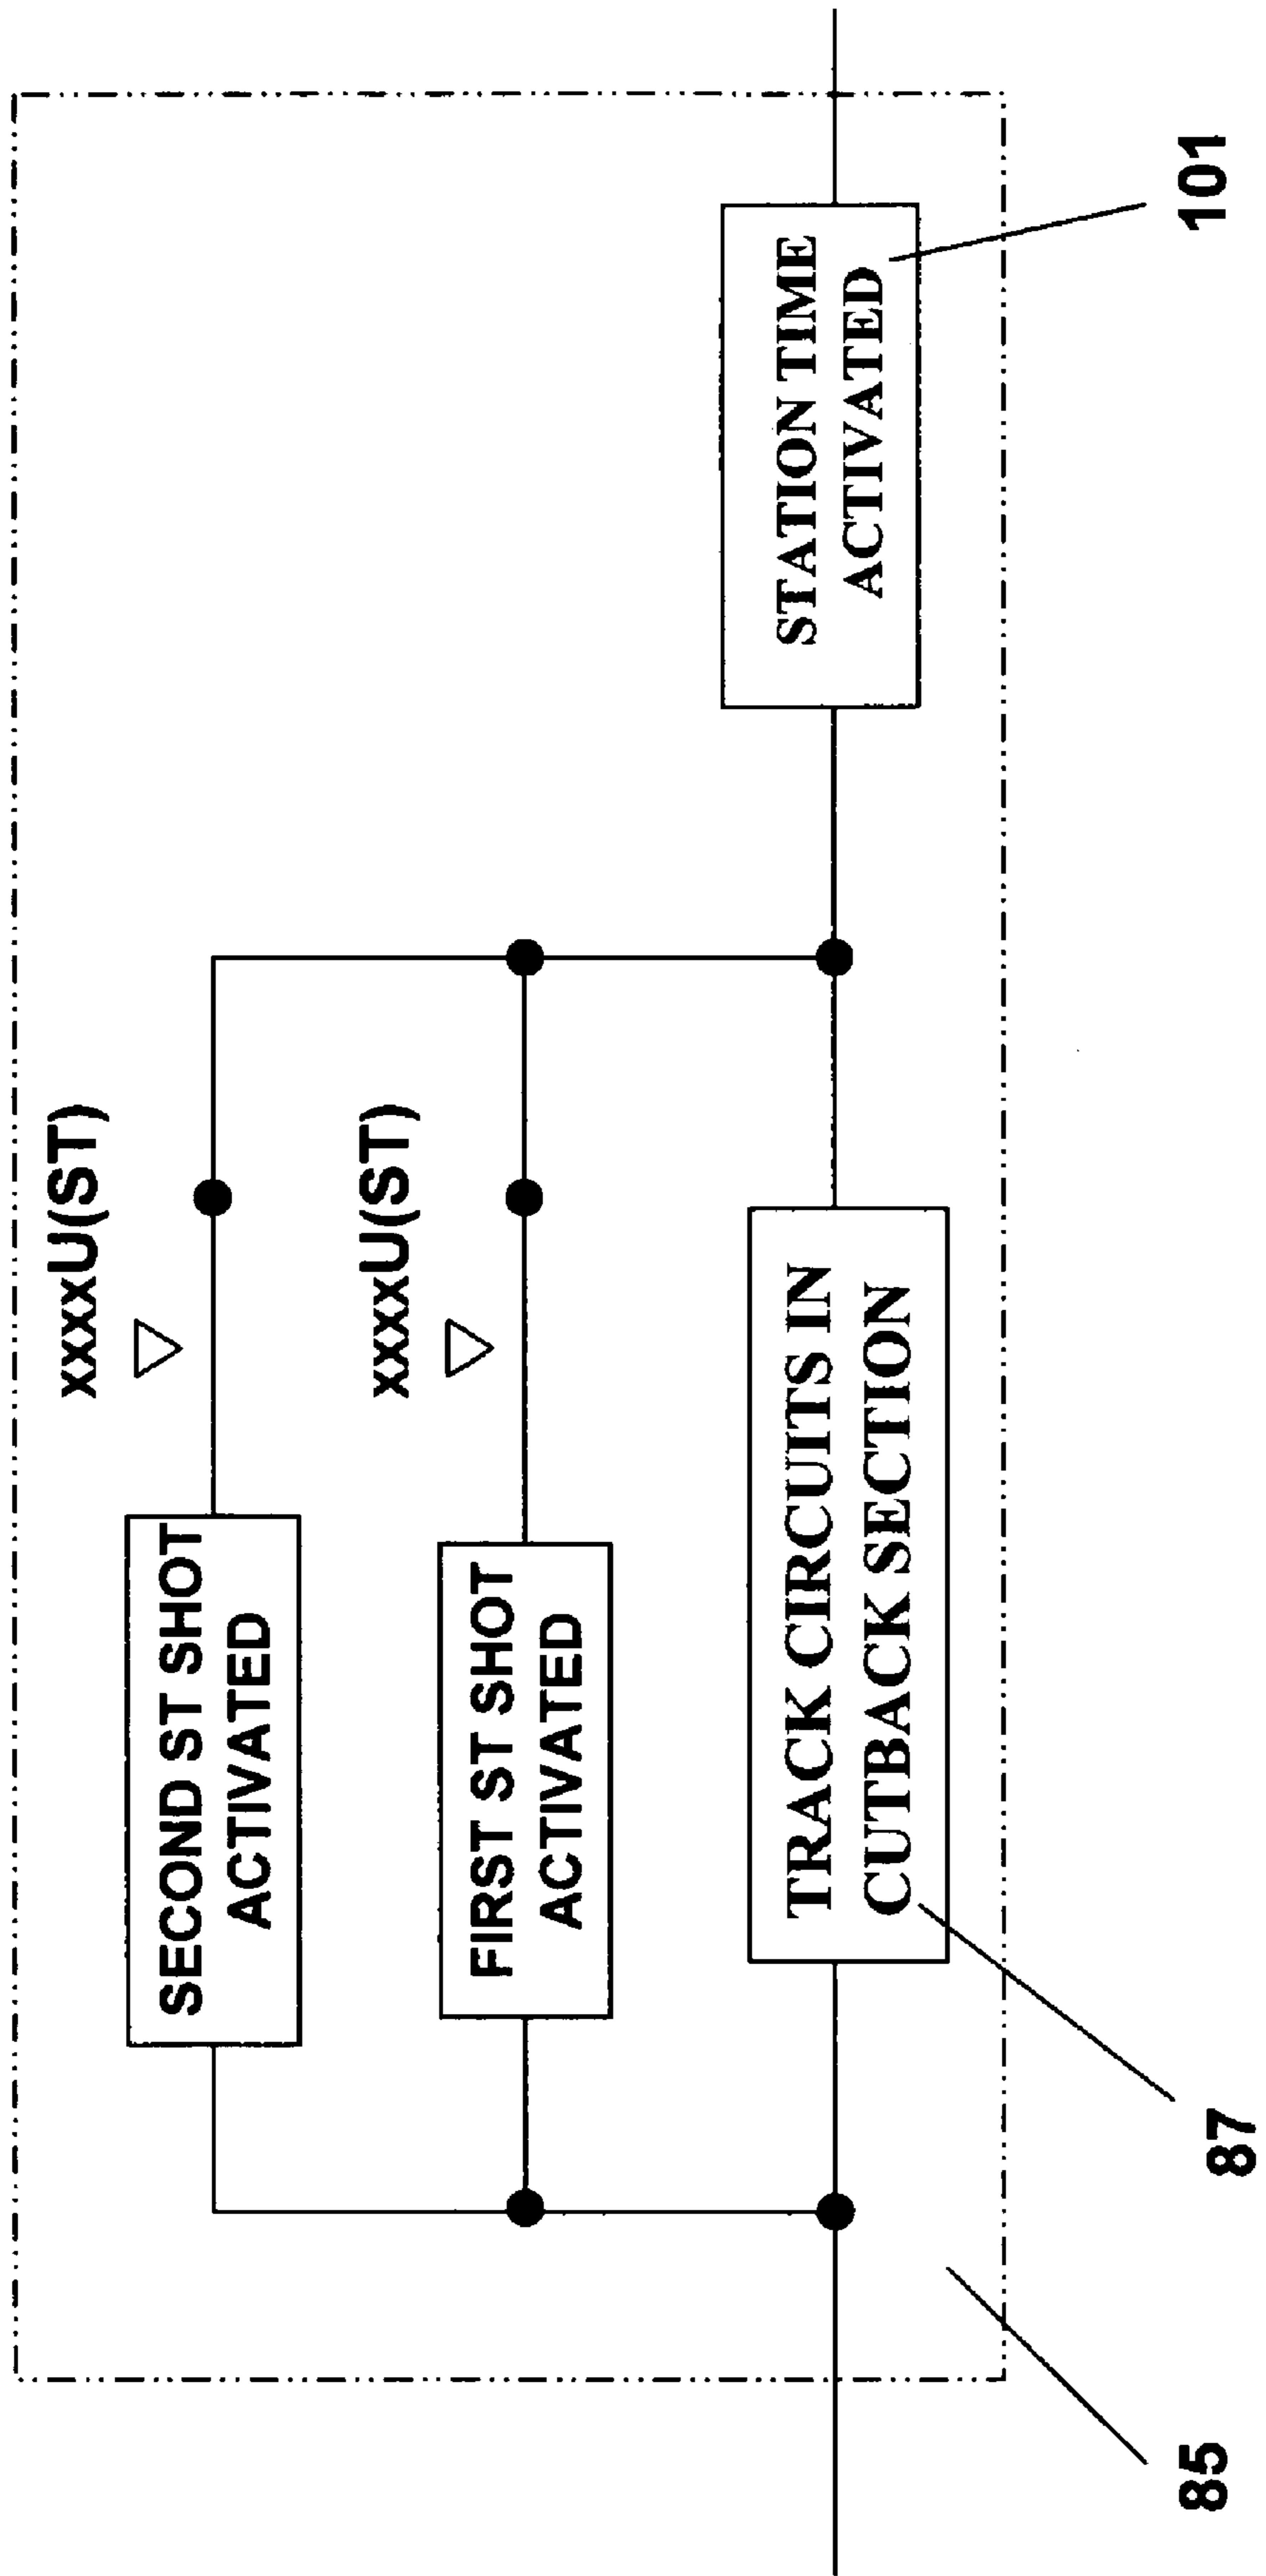 xxxxU(ST)
SECOND ST SHOT
ACTIVATED
xxxxU(ST)
FIRST ST SHOT
ACTIVATED
TRACK CIRCUITS IN
CUTBACK SECTION
STATION TIME
ACTIVATED
85
87
101